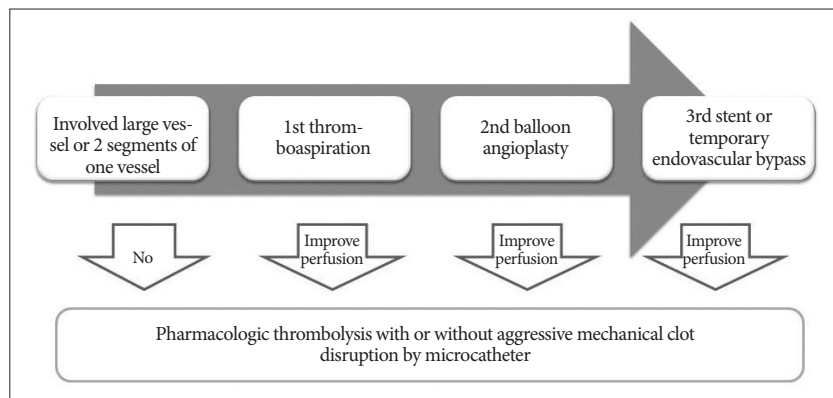 Involved large ves-
sel or 2 segments of
one vessel
1st throm-
boaspiration
2nd balloon
angioplasty
3rd stent or
temporary
endovascular bypass
No
Improve
perfusion
Improve
perfusion
Improve
perfusion
Pharmacologic thrombolysis with or without aggressive mechanical clot
disruption by microcatheter